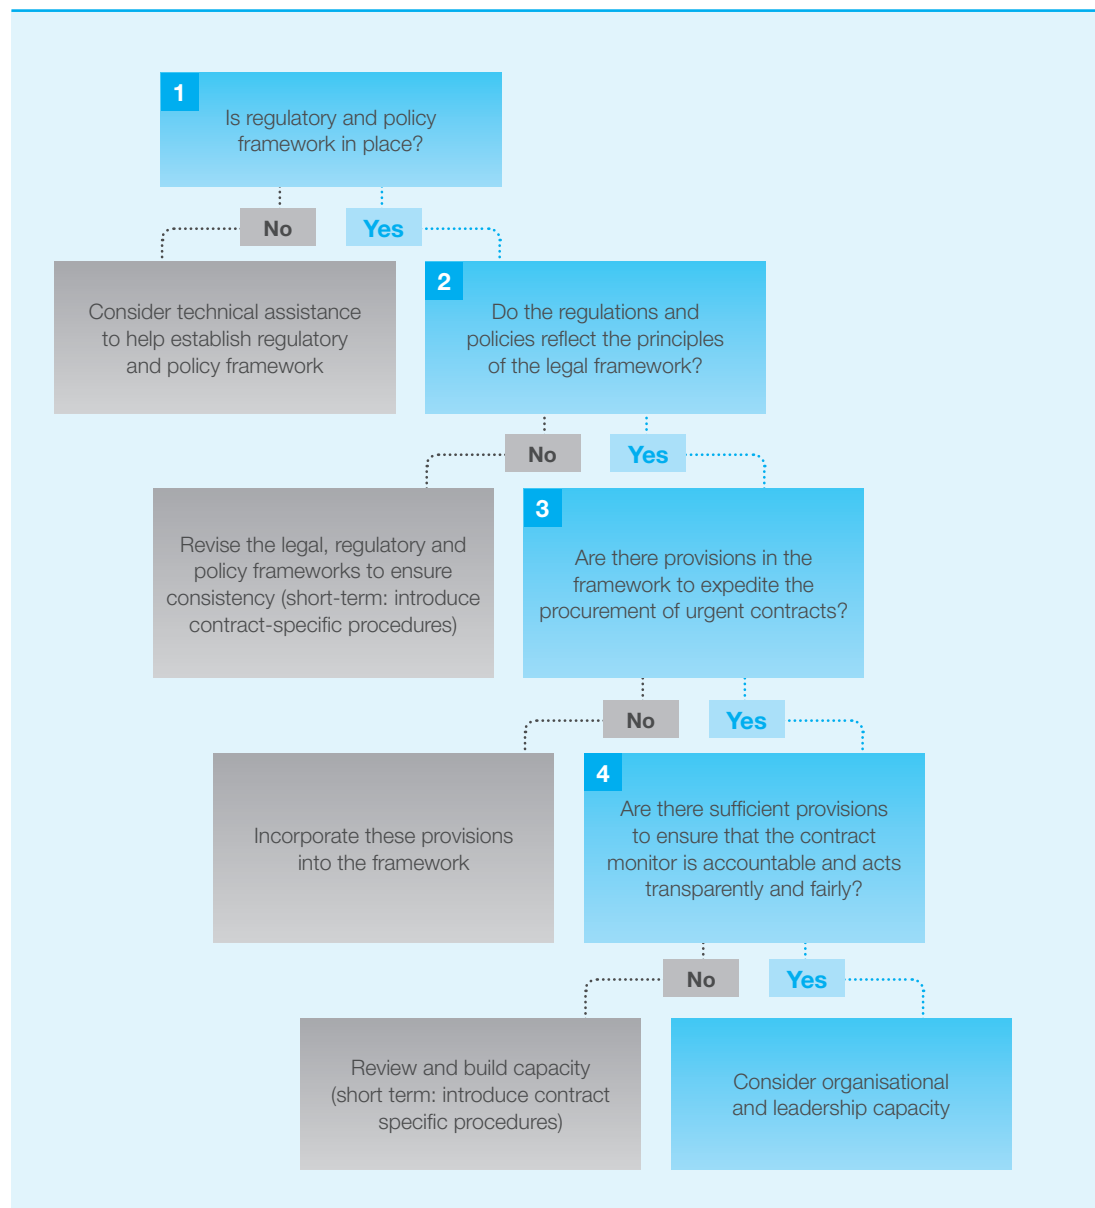 1
Is regulatory and policy
framework in place?
No
Yes
Consider technical assistance
to help establish regulatory
and policy framework
2
Do the regulations and
policies reflect the principles
of the legal framework?
No
Yes
Revise the legal, regulatory and
policy frameworks to ensure
consistency (short-term: introduce
contract-specific procedures)
3
Are there provisions in the
framework to expedite the
procurement of urgent contracts?
No
Yes
Incorporate these provisions
into the framework
4
Are there sufficient provisions
to ensure that the contract
monitor is accountable and acts
transparently and fairly?
No
Yes
Review and build capacity
(short term: introduce contract
specific procedures)
Consider organisational
and leadership capacity